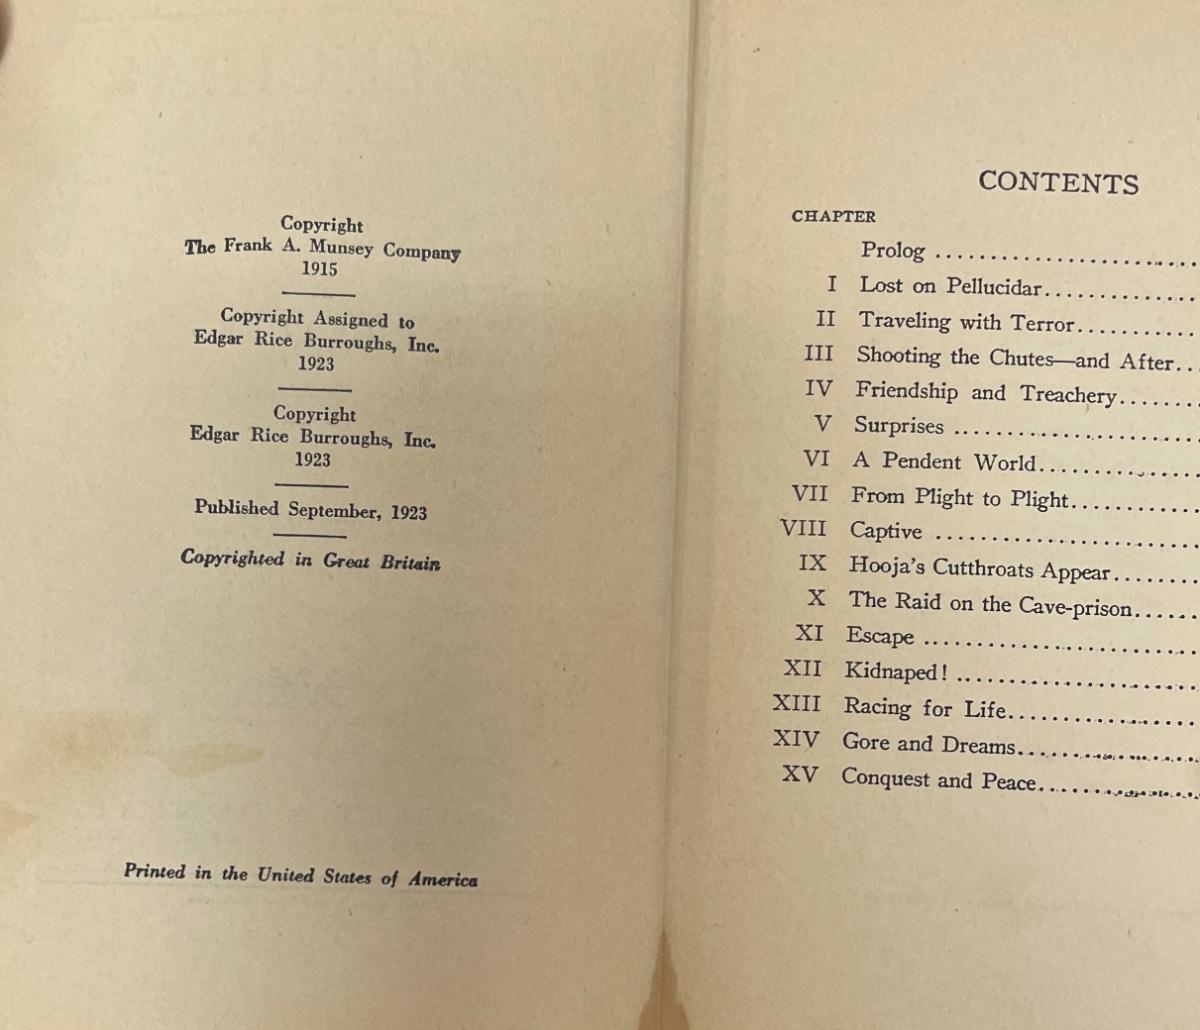 Copyright
The Frank A. Munsey Company
1915
Copyright Assigned to
Edgar Rice Burroughs, Inc.
1923
Copyright
Edgar Rice Burroughs, Inc.
1923
Published September, 1923
Copyrighted in Great Britain
Printed in the United States of America
CONTENTS
CHAPTER
Prolog ........................
I Lost on Pellucidar..............
II Traveling with Terror...........
III Shooting the Chutes—and After..
IV Friendship and Treachery.......
V Surprises ......................
VI A Pendent World...............
VII From Plight to Plight............
VIII Captive ........................
IX Hooja's Cutthroats Appear........
X The Raid on the Cave-prison......
XI Escape .........................
XII Kidnaped! ......................
XIII Racing for Life..................
XIV Gore and Dreams.................
XV Conquest and Peace...............